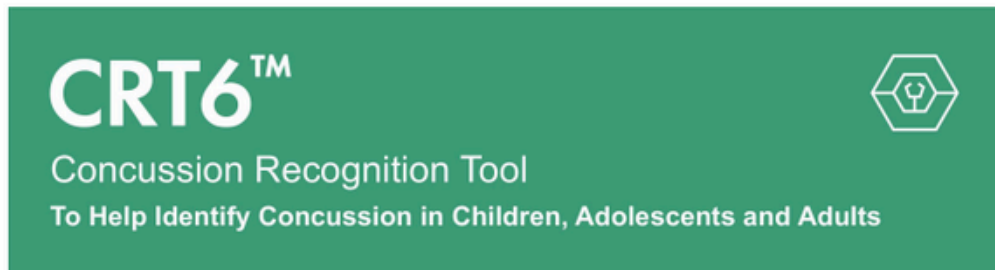 CRT6™
Concussion Recognition Tool
To Help Identify Concussion in Children, Adolescents and Adults